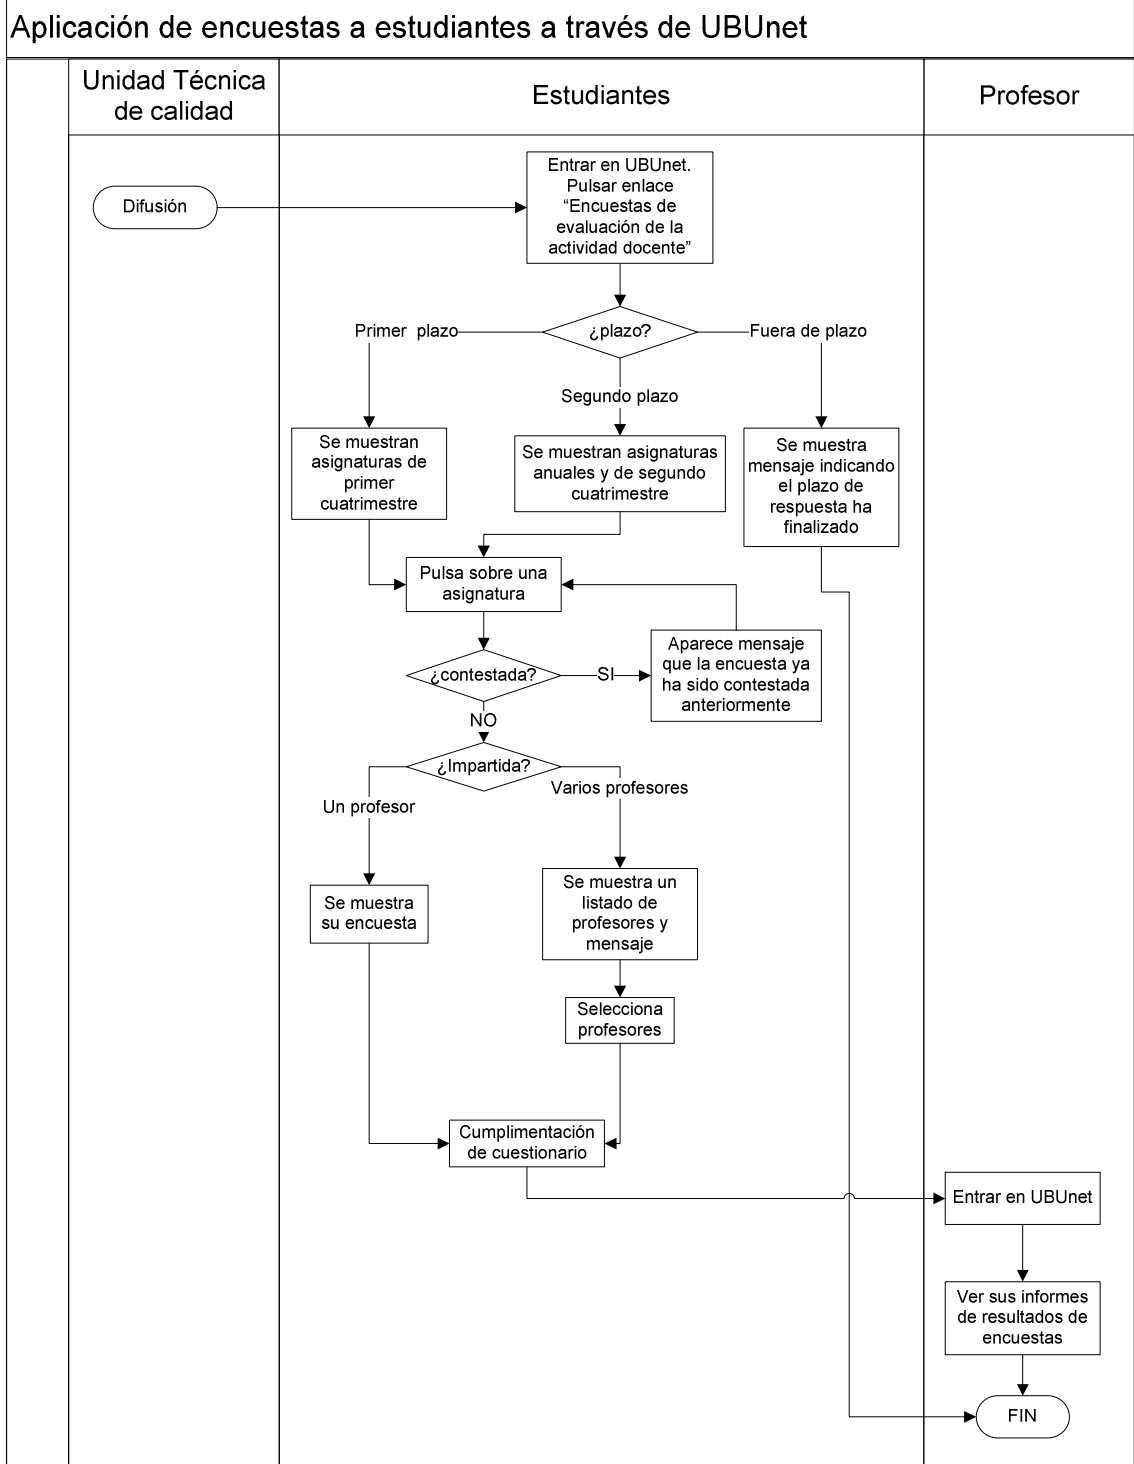 Aplicación de encuestas a estudiantes a través de UBUnet
Unidad Técnica
de calidad
Estudiantes
Profesor
Difusión
Entrar en UBUnet.
Pulsar enlace
“Encuestas de
evaluación de la
actividad docente”
¿plazo?
Primer plazo
Fuera de plazo
Segundo plazo
Se muestran
asignaturas de
primer
cuatrimestre
Se muestran asignaturas
anuales y de segundo
cuatrimestre
Se muestra
mensaje indicando
el plazo de
respuesta ha
finalizado
Pulsa sobre una
asignatura
¿contestada?
SI
Aparece mensaje
que la encuesta ya
ha sido contestada
anteriormente
NO
¿Impartida?
Un profesor
Varios profesores
Se muestra
su encuesta
Se muestra un
listado de
profesores y
mensaje
Selecciona
profesores
Cumplimentación
de cuestionario
Entrar en UBUnet
Ver sus informes
de resultados de
encuestas
FIN